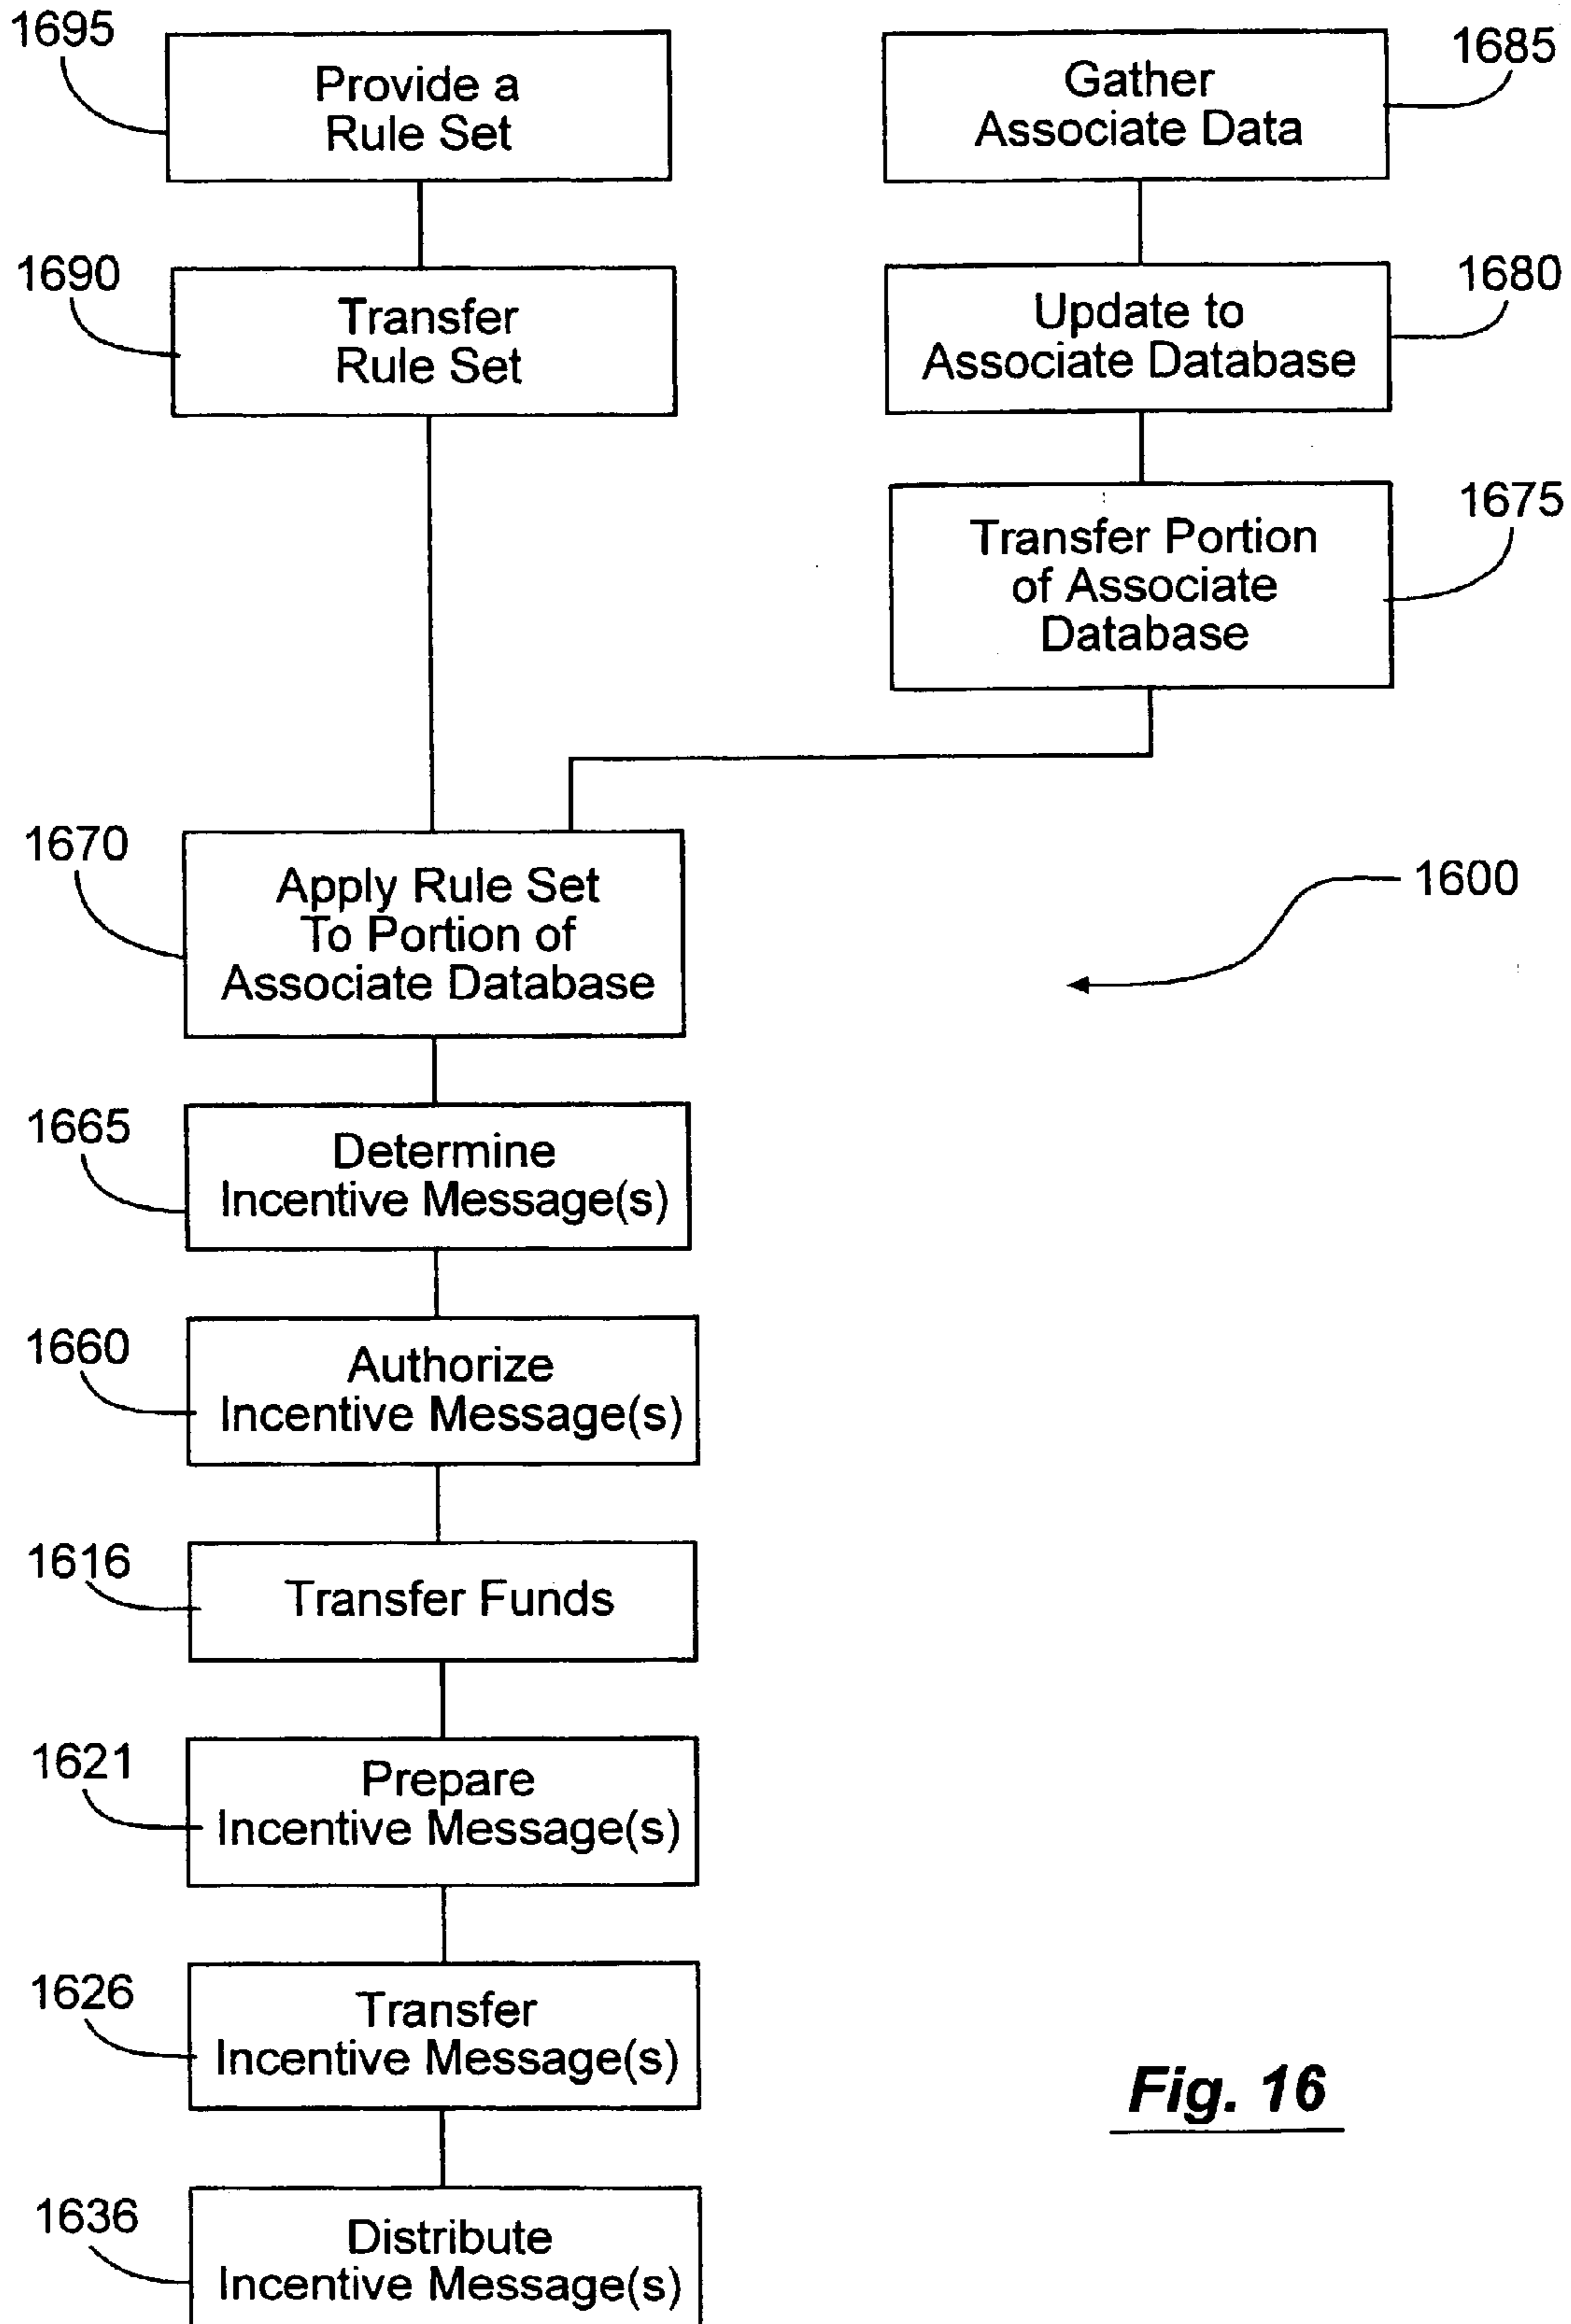 1695
Provide a
Rule Set
Gather
Associate Data
1685
1690
Transfer
Rule Set
Update to
Associate Database
1680
Transfer Portion
of Associate
Database
1675
1670
Apply Rule Set
To Portion of
Associate Database
1600
1665
Determine
Incentive Message(s)
1660
Authorize
Incentive Message(s)
1616
Transfer Funds
1621
Prepare
Incentive Message(s)
1626
Transfer
Incentive Message(s)
Fig. 16
1636
Distribute
Incentive Message(s)